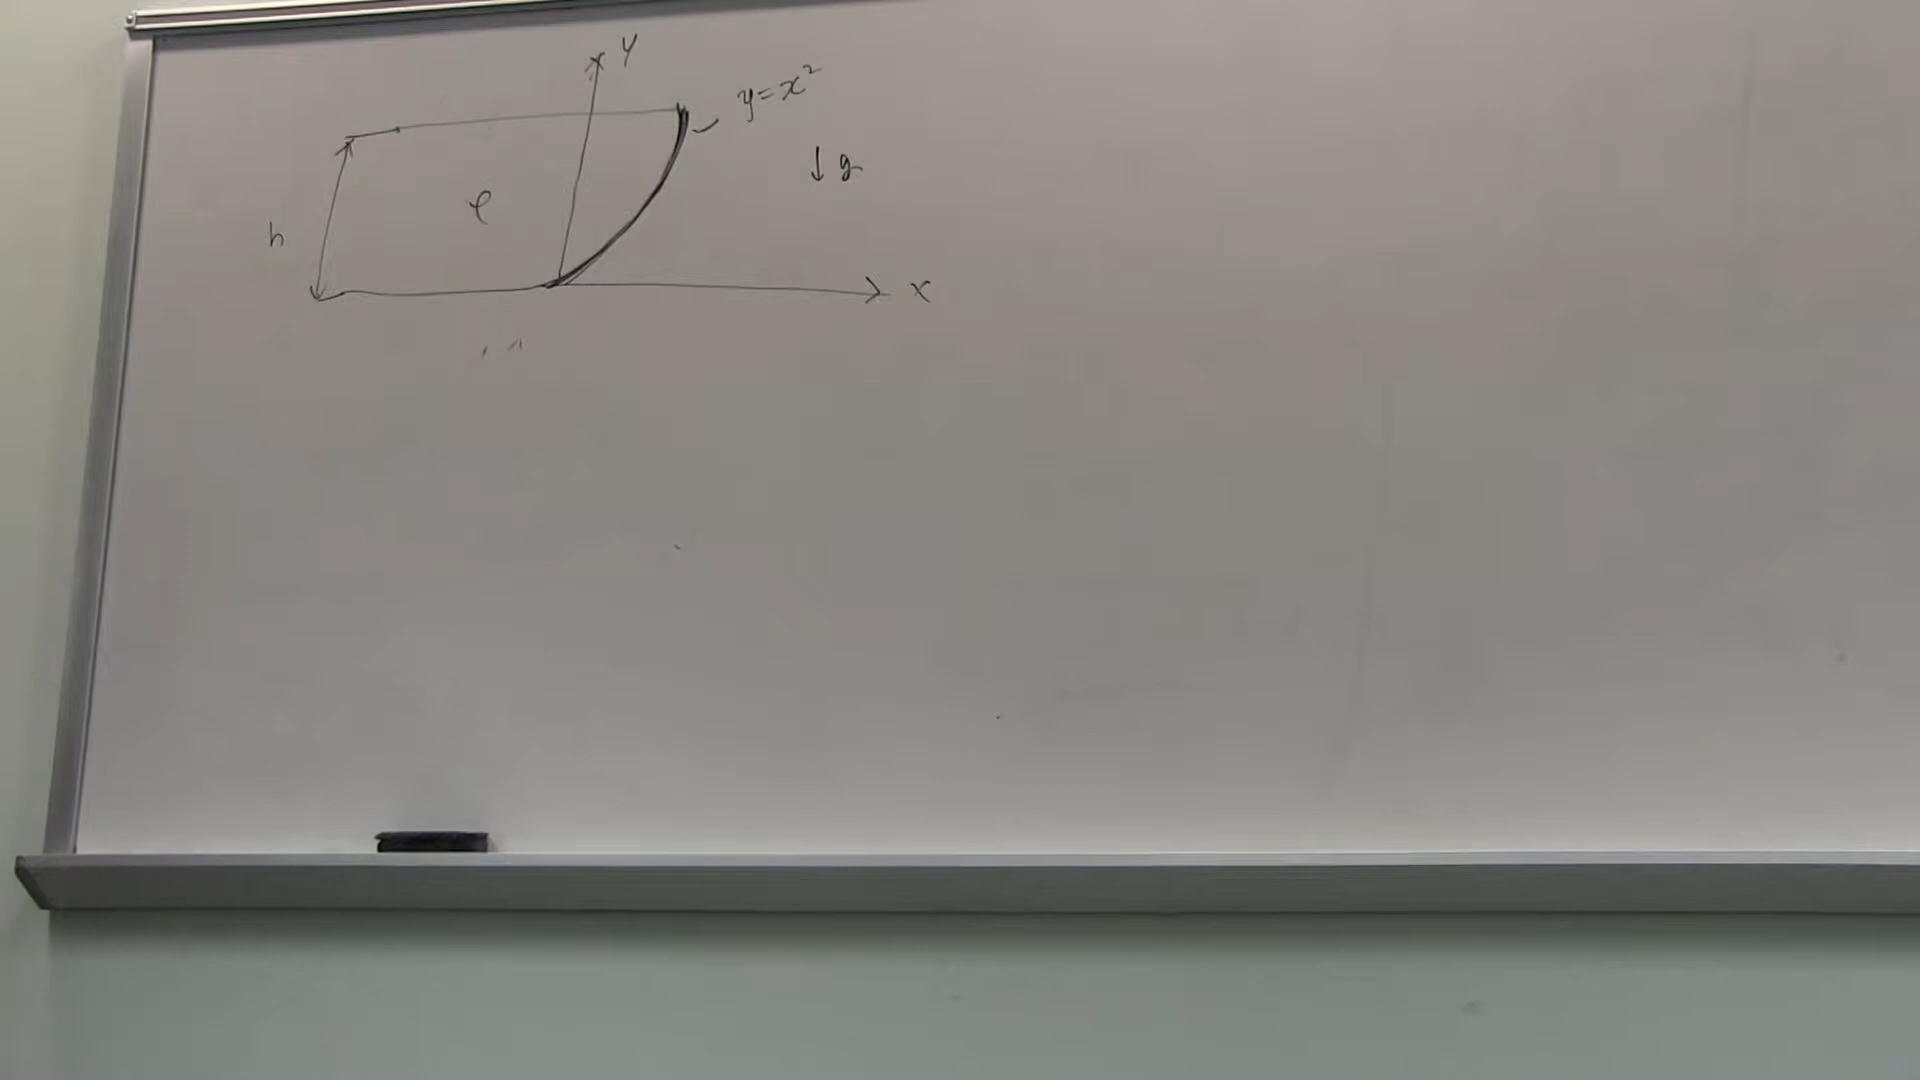 y
y=x²
↓ g
ρ
h
x